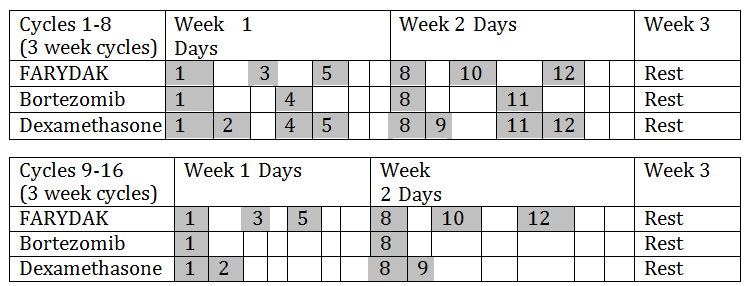 Cycles 1-8 (3 week cycles) Week 1 Days Week 2 Days Week 3
FARYDAK 1 3 5 8 10 12 Rest
Bortezomib 1 4 8 11 Rest
Dexamethasone 1 2 4 5 8 9 11 12 Rest
Cycles 9-16 (3 week cycles) Week 1 Days Week 2 Days Week 3
FARYDAK 1 3 5 8 10 12 Rest
Bortezomib 1 8 Rest
Dexamethasone 1 2 8 9 Rest